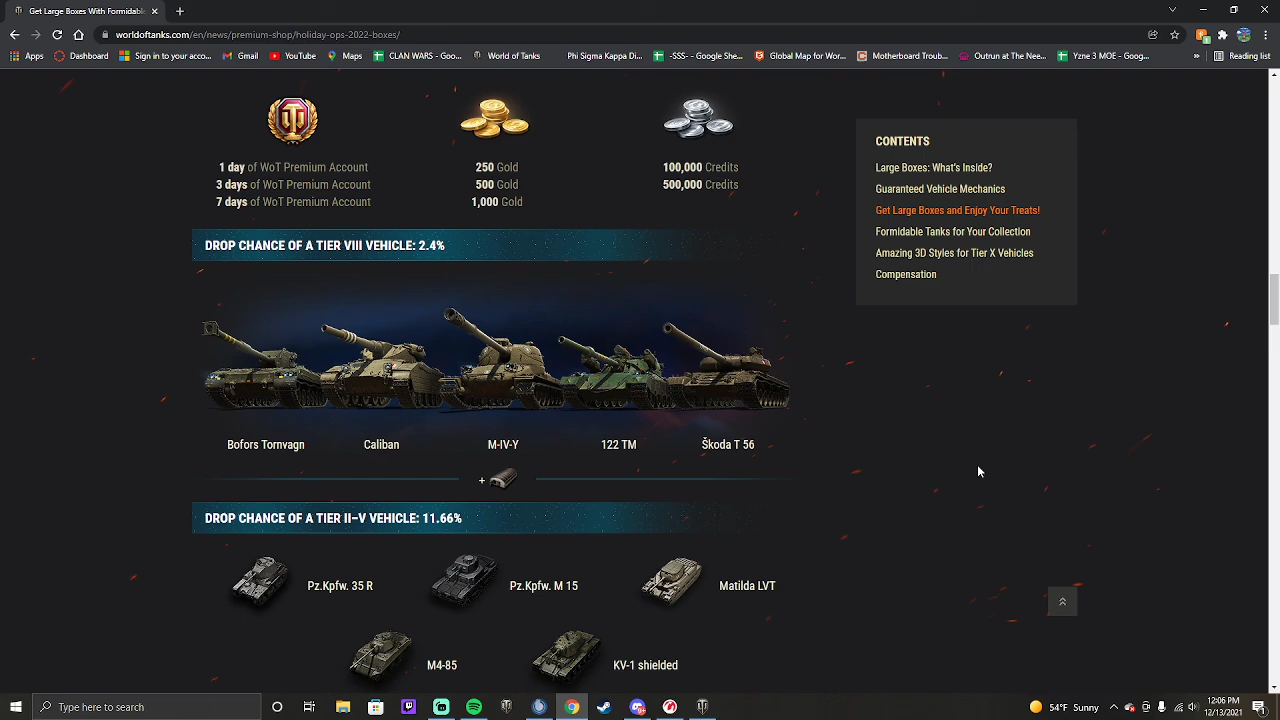 Get Large Boxes With Formidable
worldoftanks.com/en/news/premium-shop/holiday-ops-2022-boxes/
Apps Dashboard Sign in to your acco... Gmail YouTube Maps CLAN WARS - Goo... World of Tanks Phi Sigma Kappa Di... -SSS- - Google She... Global Map for Wor... Motherboard Troub... Outrun at The Nee... Yzne 3 MOE - Googl... Reading list
1 day of WoT Premium Account
3 days of WoT Premium Account
7 days of WoT Premium Account
250 Gold
500 Gold
1,000 Gold
100,000 Credits
500,000 Credits
DROP CHANCE OF A TIER VIII VEHICLE: 2.4%
Bofors Tornvagn Caliban M-IV-Y 122 TM Škoda T 56
+
DROP CHANCE OF A TIER II–V VEHICLE: 11.66%
Pz.Kpfw. 35 R Pz.Kpfw. M 15 Matilda LVT
M4-85 KV-1 shielded
CONTENTS
Large Boxes: What's Inside?
Guaranteed Vehicle Mechanics
Get Large Boxes and Enjoy Your Treats!
Formidable Tanks for Your Collection
Amazing 3D Styles for Tier X Vehicles
Compensation
Type here to search
54°F Sunny
12:06 PM
12/13/2021